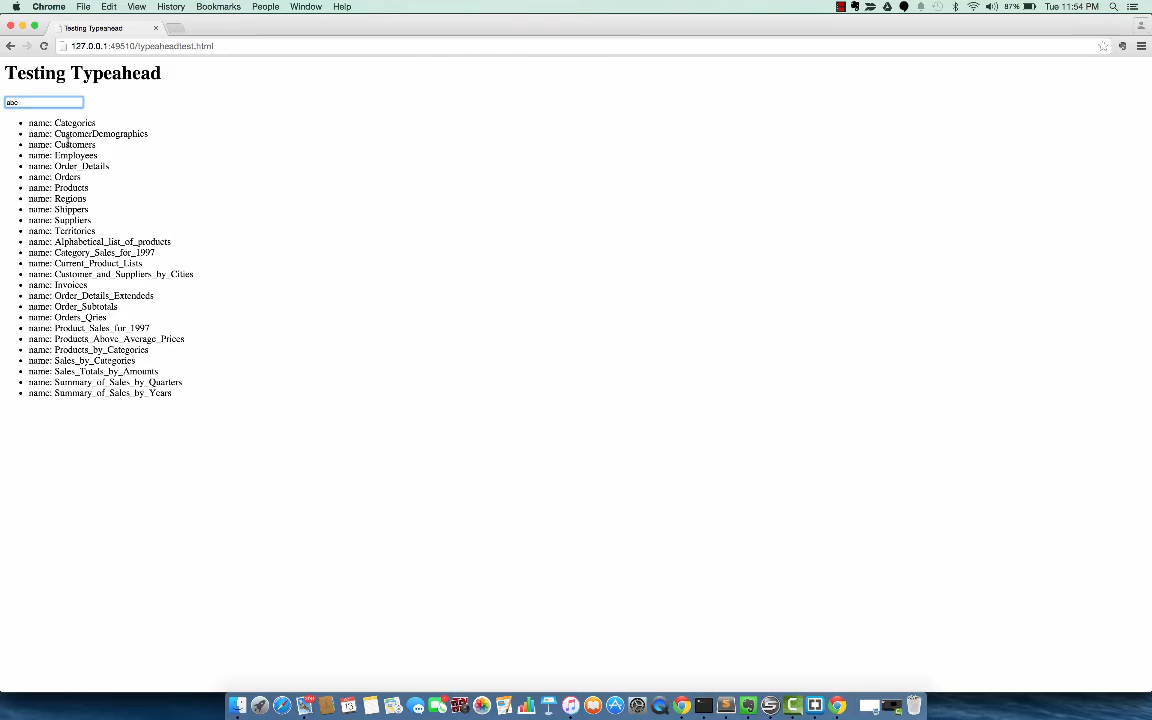 Chrome File Edit View History Bookmarks People Window Help 87% Tue 11:54 PM
Testing Typeahead
127.0.0.1:49510/typeaheadtest.html
Testing Typeahead
abc
name: Categories
name: CustomerDemographics
name: Customers
name: Employees
name: Order_Details
name: Orders
name: Products
name: Regions
name: Shippers
name: Suppliers
name: Territories
name: Alphabetical_list_of_products
name: Category_Sales_for_1997
name: Current_Product_Lists
name: Customer_and_Suppliers_by_Cities
name: Invoices
name: Order_Details_Extendeds
name: Order_Subtotals
name: Orders_Qries
name: Product_Sales_for_1997
name: Products_Above_Average_Prices
name: Products_by_Categories
name: Sales_by_Categories
name: Sales_Totals_by_Amounts
name: Summary_of_Sales_by_Quarters
name: Summary_of_Sales_by_Years